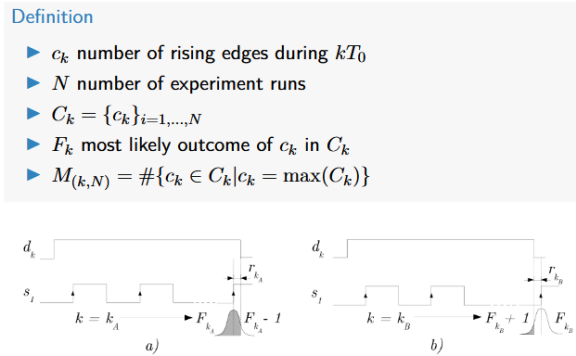 Definition
c_k number of rising edges during kT_0
N number of experiment runs
C_k = {c_k}_{i=1,...,N}
F_k most likely outcome of c_k in C_k
M_{(k,N)} = #{c_k ∈ C_k|c_k = max(C_k)}
d_k
r_{k_A}
s_1
k = k_A F_{k_A} F_{k_A} - 1
a)
d_k
r_{k_B}
s_1
k = k_B F_{k_B} + 1 F_{k_B}
b)